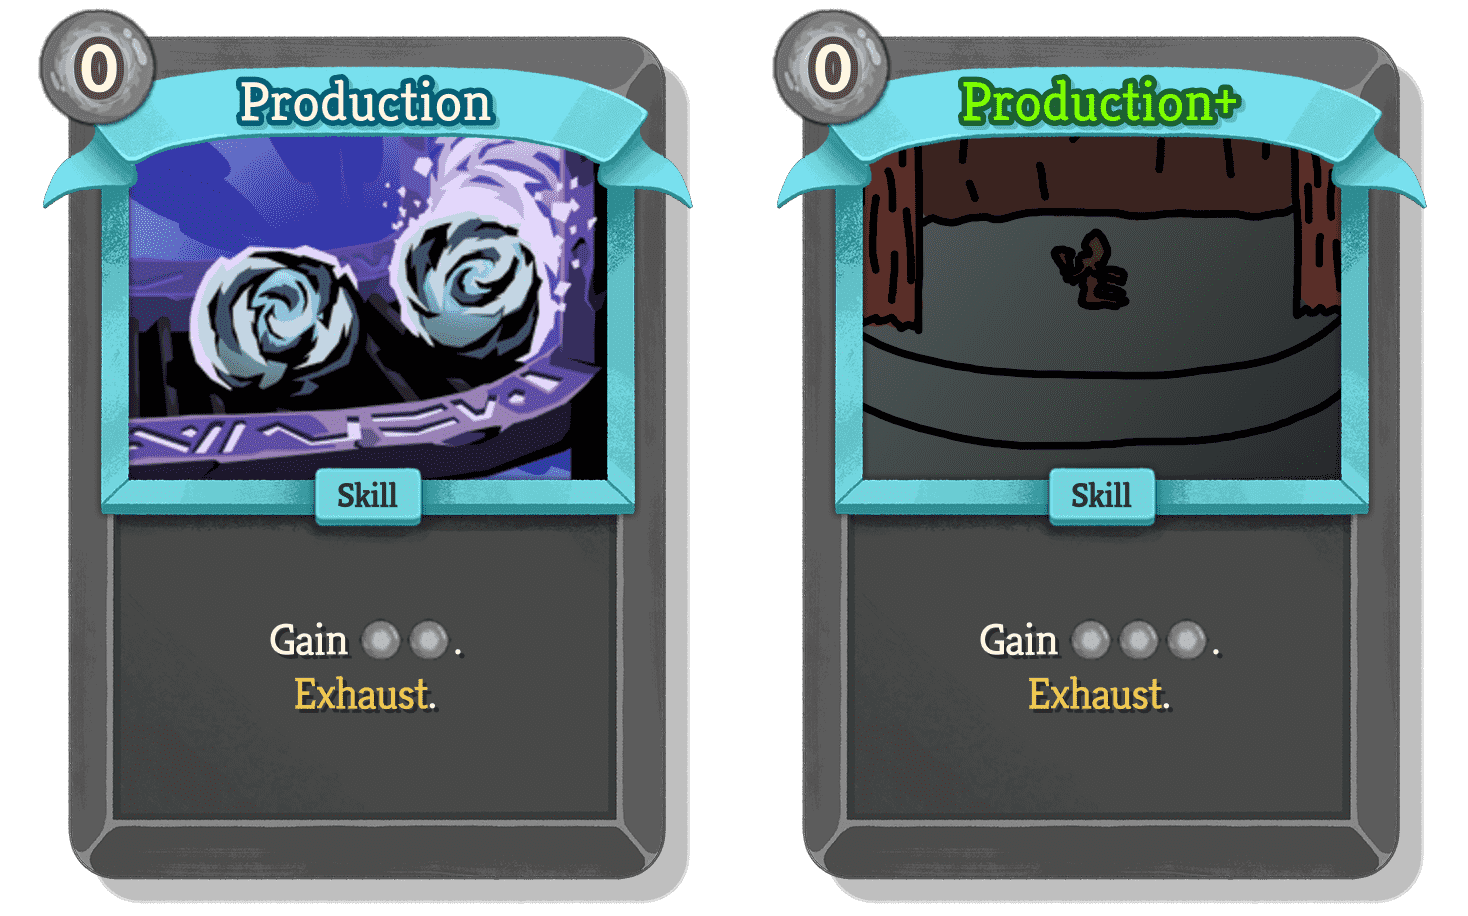 0
Production
Skill
Gain .
Exhaust.
0
Production+
Skill
Gain .
Exhaust.